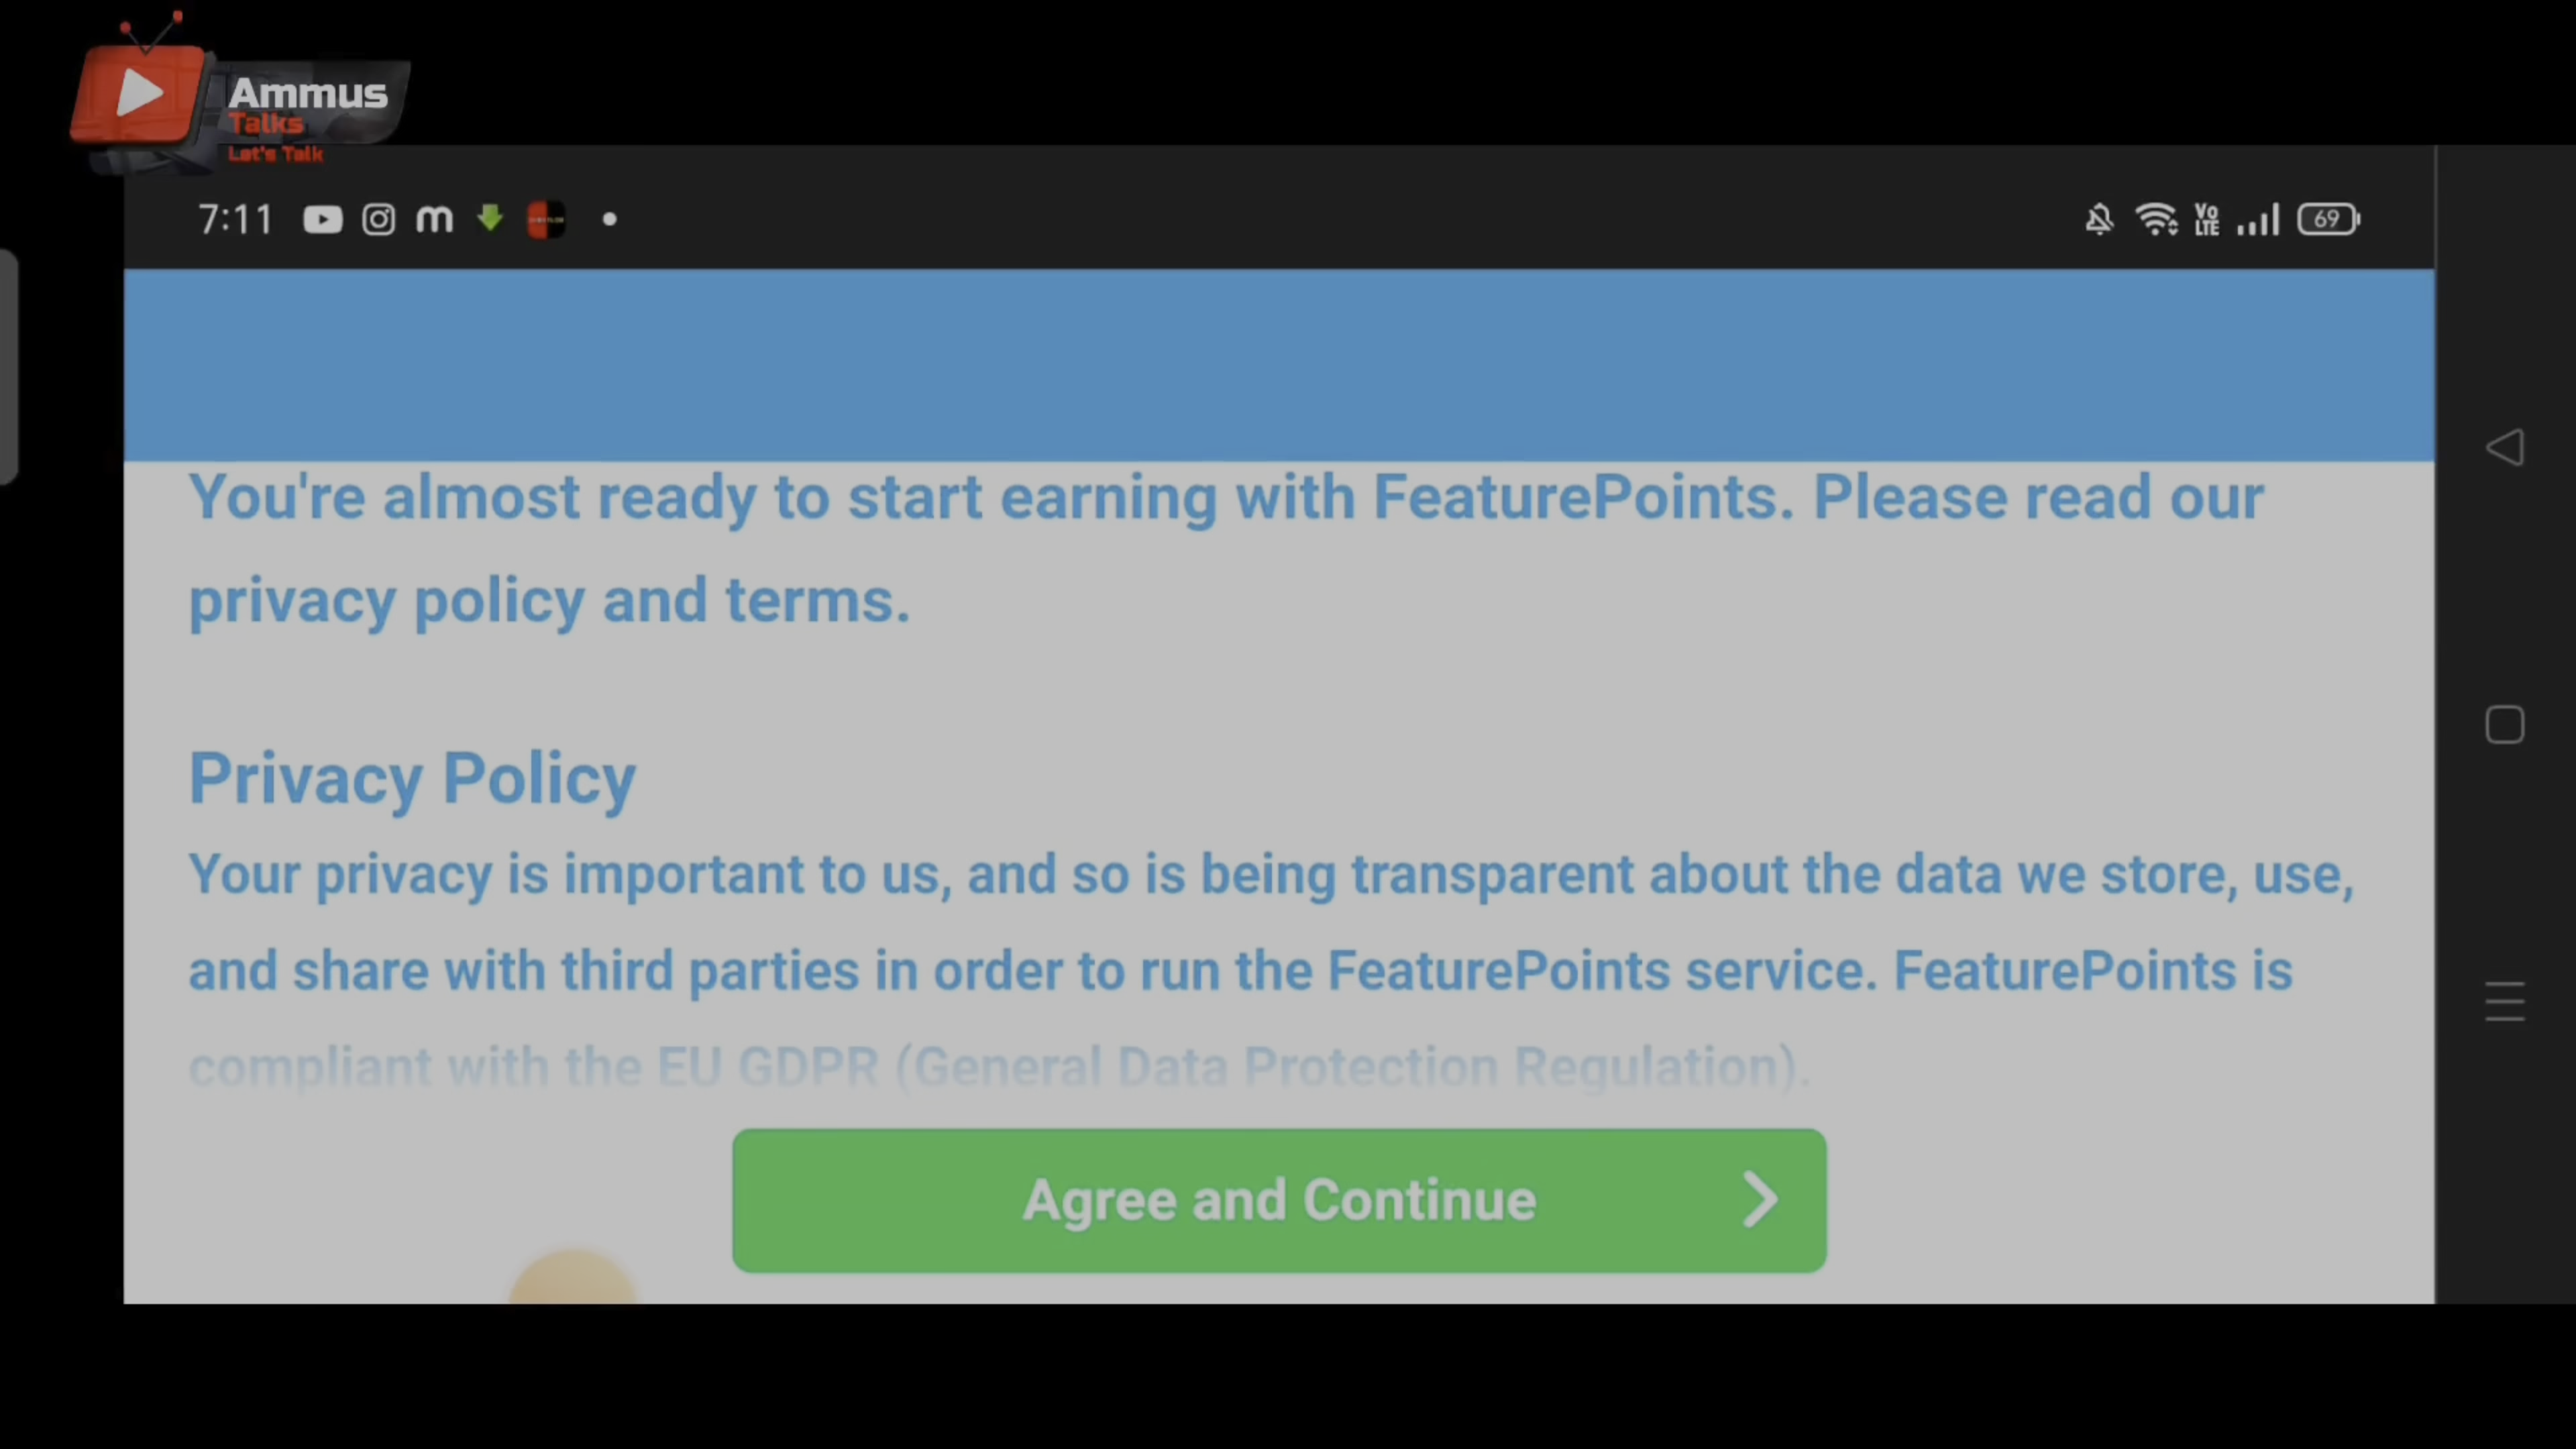 Ammus
Talks
Let's Talk
7:11
Vo
LTE
69
You're almost ready to start earning with FeaturePoints. Please read our
privacy policy and terms.
Privacy Policy
Your privacy is important to us, and so is being transparent about the data we store, use,
and share with third parties in order to run the FeaturePoints service. FeaturePoints is
compliant with the EU GDPR (General Data Protection Regulation).
Agree and Continue